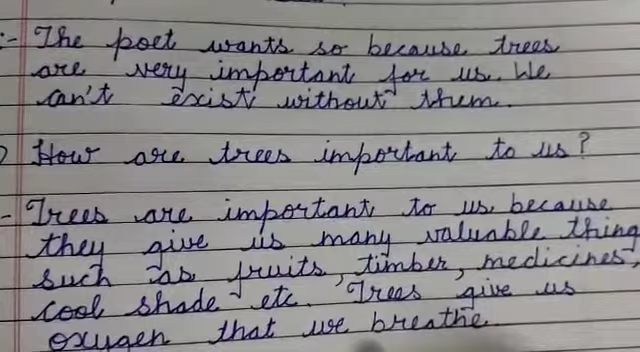 :- The poet wants so because trees
are very important for us. We
can't exist without them.
) How are trees important to us?
- Trees are important to us because
they give us many valuable thing
such as fruits, timber, medicines,
cool shade etc. Trees give us
oxygen that we breathe.